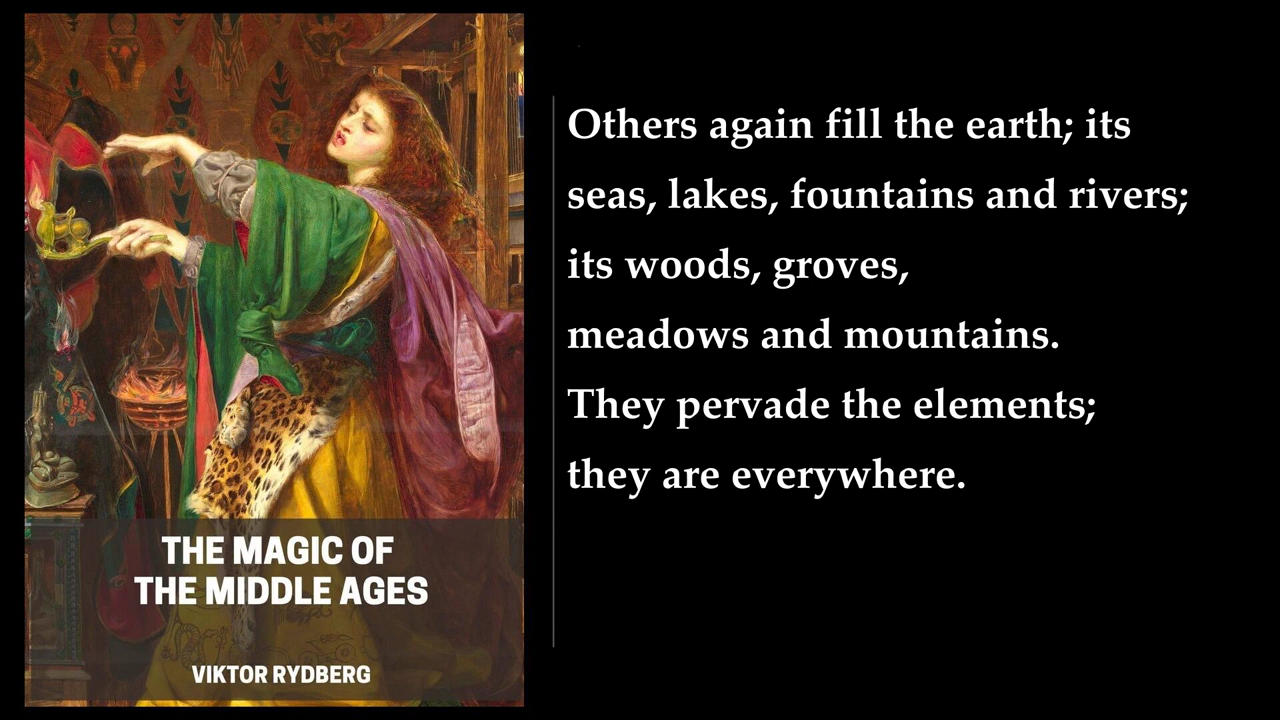 THE MAGIC OF
THE MIDDLE AGES
VIKTOR RYDBERG
Others again fill the earth; its
seas, lakes, fountains and rivers;
its woods, groves,
meadows and mountains.
They pervade the elements;
they are everywhere.